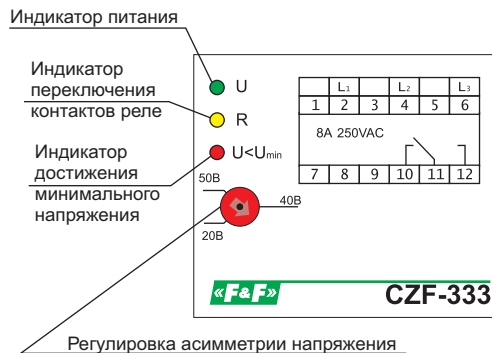 Индикатор питания
Индикатор
переключения
контактов реле
Индикатор
достижения
минимального
напряжения
U
R
U<Umin
50В
40В
20В
L1 L2 L3
1 2 3 4 5 6
8A 250VAC
7 8 9 10 11 12
«F&F»
CZF-333
Регулировка асимметрии напряжения